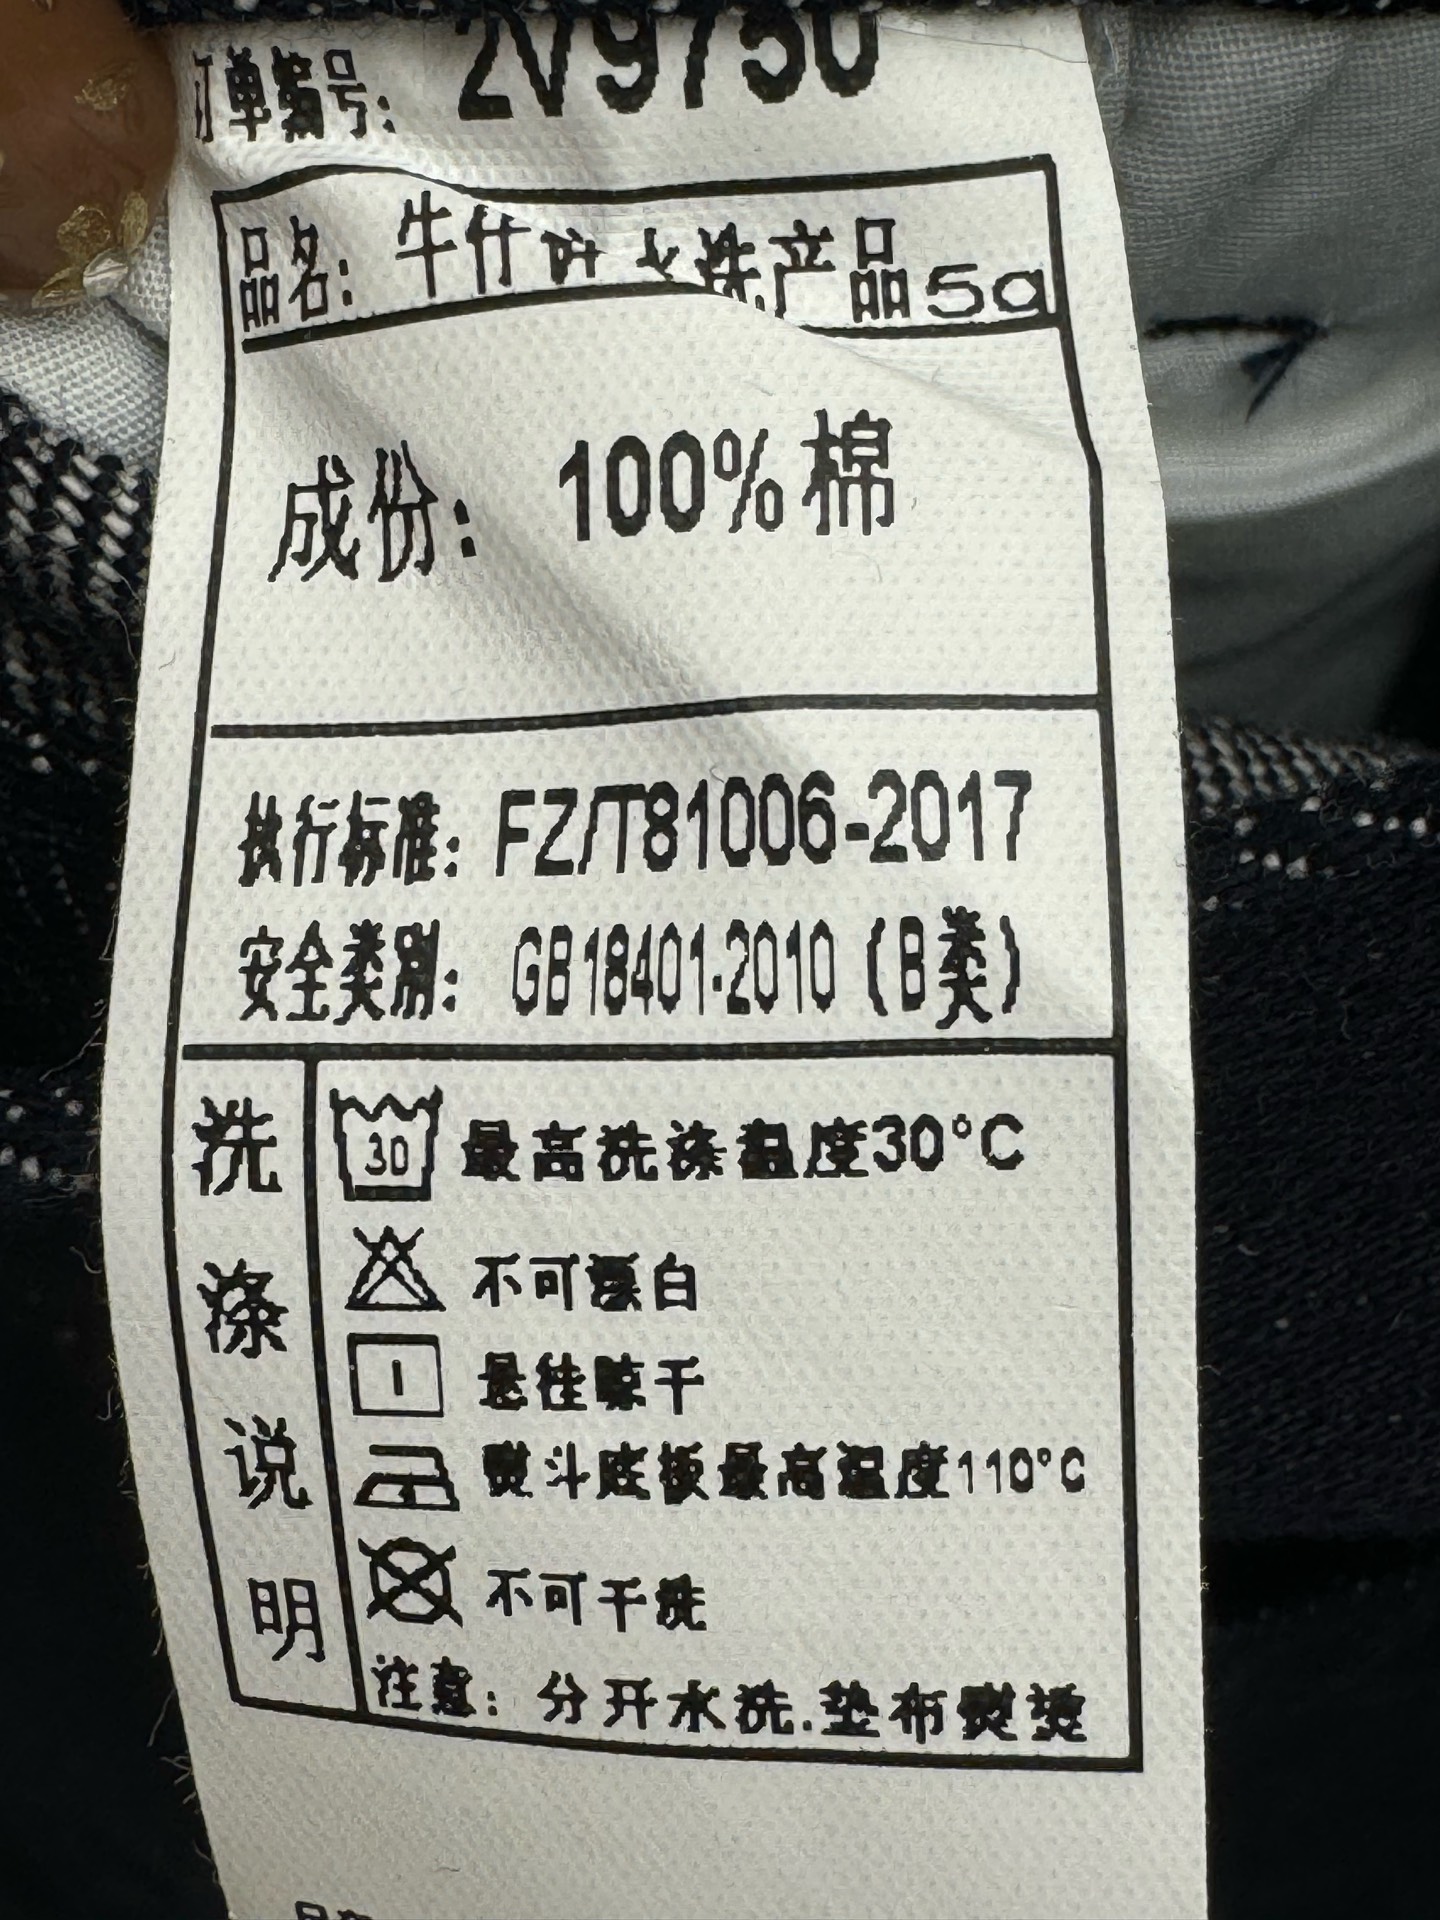 订单编号: 2V9750
品名: 牛仔 水洗产品5a
成份: 100%棉
执行标准: FZ/T81006-2017
安全类别: GB18401-2010 (B类)
洗涤说明
30 最高洗涤温度30°C
不可漂白
悬挂晾干
熨斗底板最高温度110°C
不可干洗
注意: 分开水洗.垫布熨烫